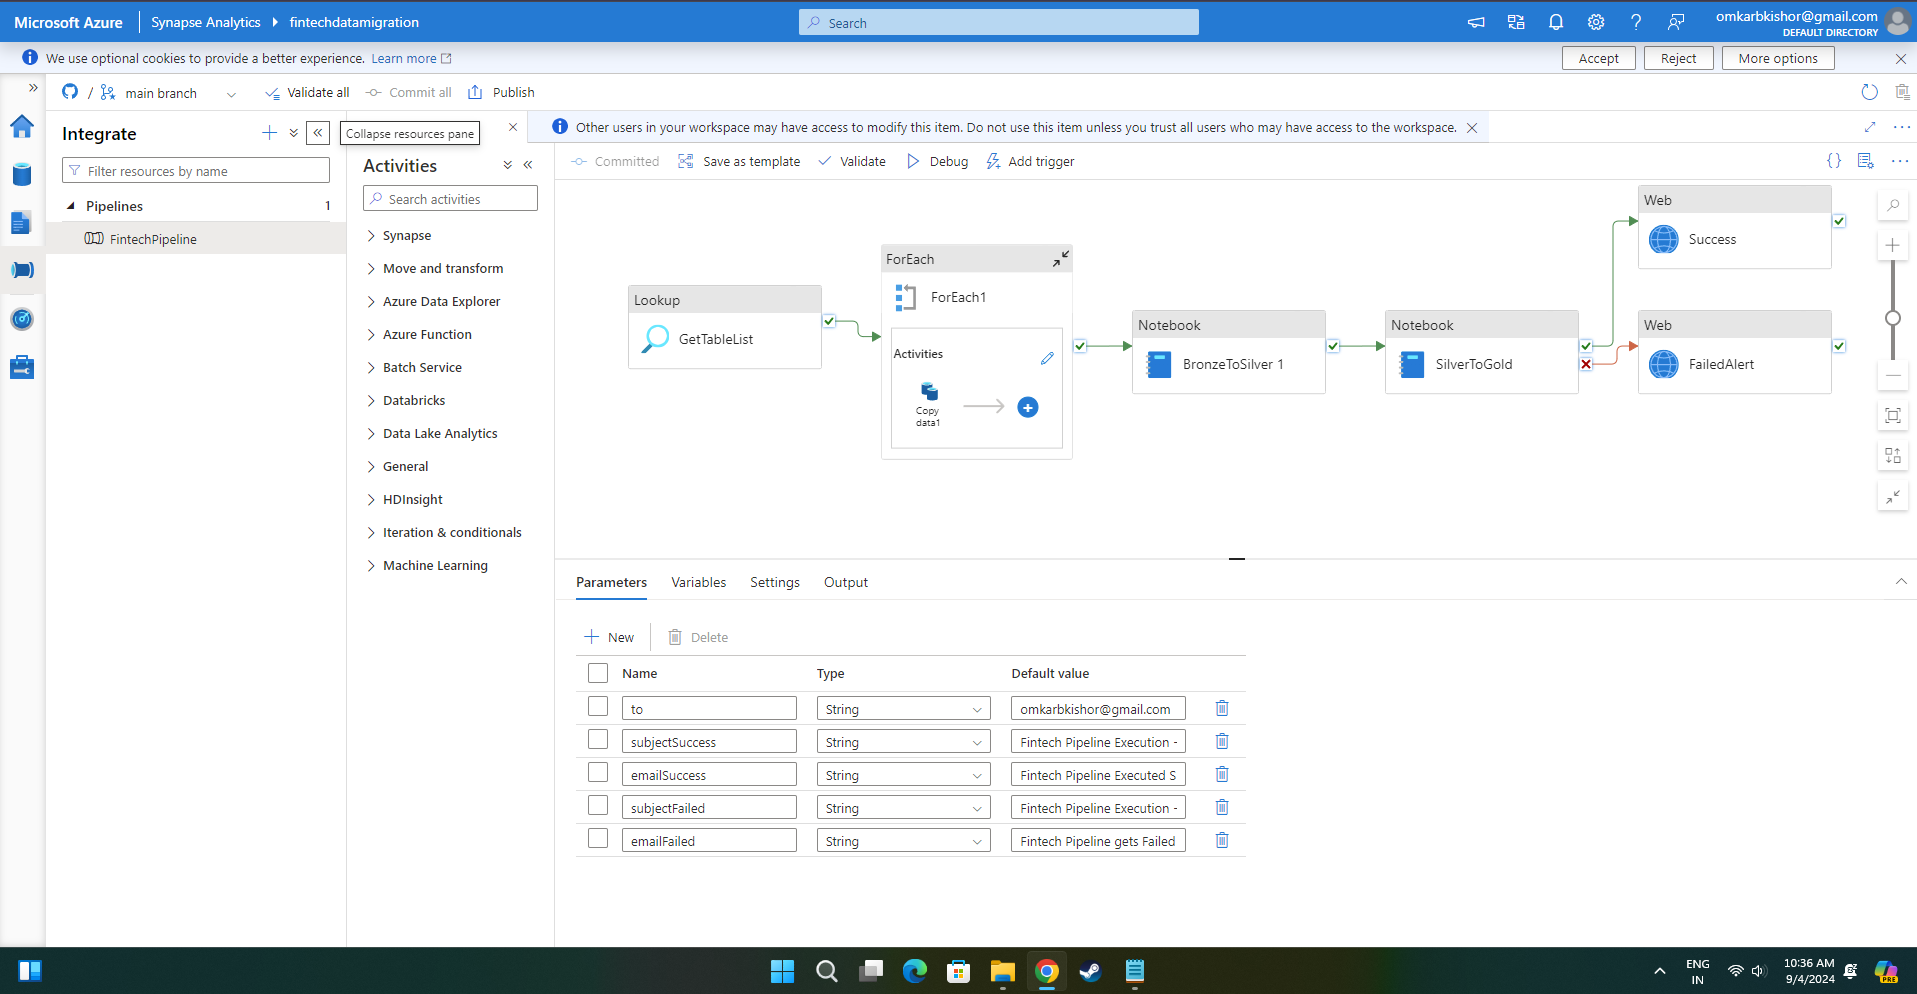 Microsoft Azure
Synapse Analytics
fintechdatamigration
Search
omkarbkishor@gmail.com
DEFAULT DIRECTORY
We use optional cookies to provide a better experience. Learn more
Accept
Reject
More options
/ main branch
Validate all
Commit all
Publish
Integrate
Collapse resources pane
Filter resources by name
Pipelines 1
FintechPipeline
Activities
Search activities
Synapse
Move and transform
Azure Data Explorer
Azure Function
Batch Service
Databricks
Data Lake Analytics
General
HDInsight
Iteration & conditionals
Machine Learning
Other users in your workspace may have access to modify this item. Do not use this item unless you trust all users who may have access to the workspace.
Committed
Save as template
Validate
Debug
Add trigger
{}
Lookup
GetTableList
ForEach
ForEach1
Activities
Copy
data1
Notebook
BronzeToSilver 1
Notebook
SilverToGold
Web
Success
Web
FailedAlert
Parameters
Variables
Settings
Output
New
Delete
Name Type Default value
to String omkarbkishor@gmail.com
subjectSuccess String Fintech Pipeline Execution -
emailSuccess String Fintech Pipeline Executed S
subjectFailed String Fintech Pipeline Execution -
emailFailed String Fintech Pipeline gets Failed
ENG
IN
10:36 AM
9/4/2024
PRE